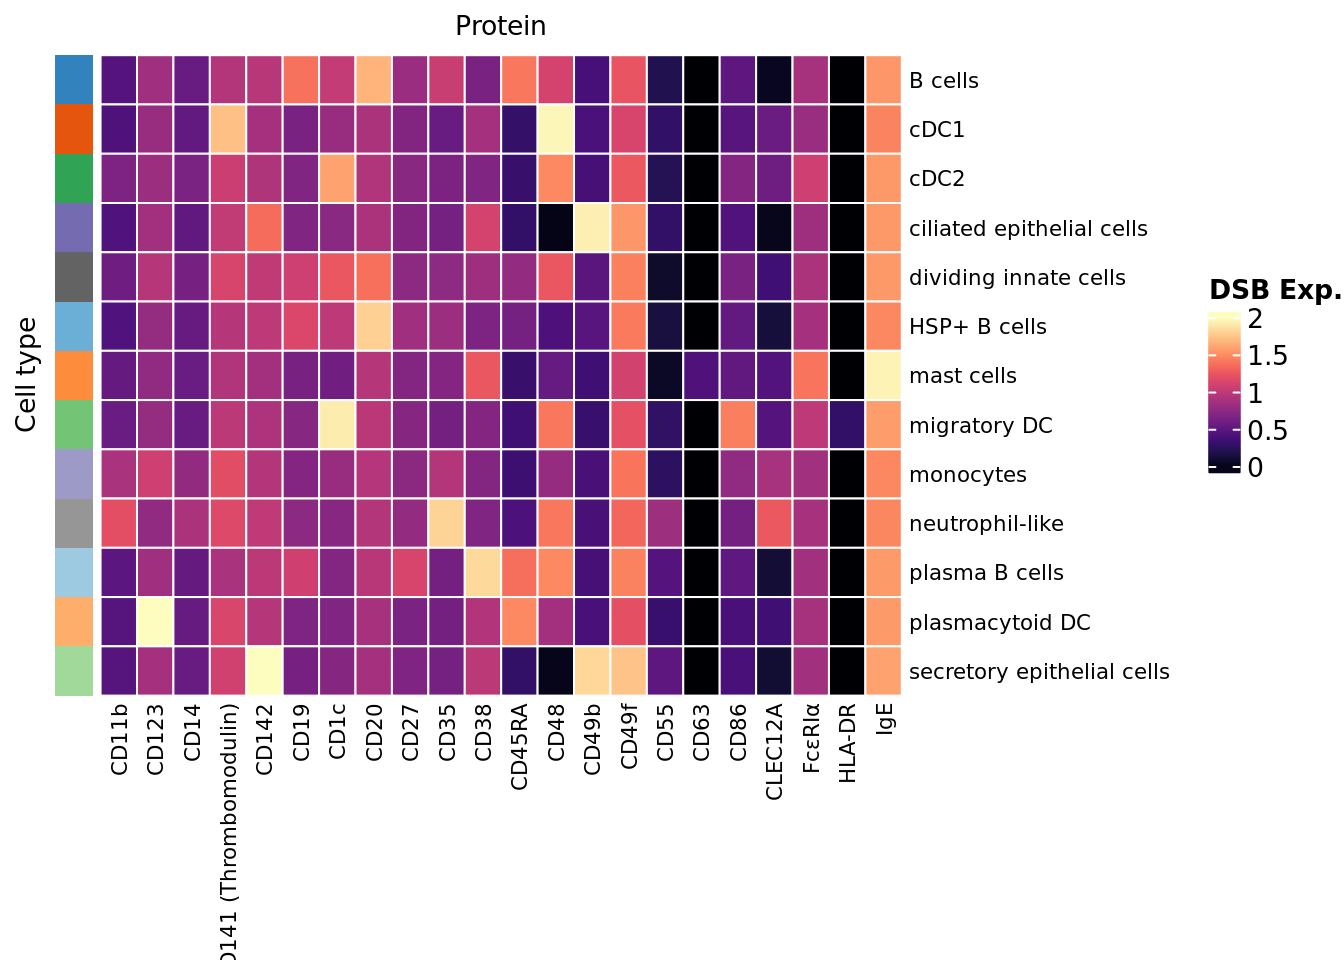 Protein
Cell type
B cells
cDC1
cDC2
ciliated epithelial cells
dividing innate cells
HSP+ B cells
mast cells
migratory DC
monocytes
neutrophil-like
plasma B cells
plasmacytoid DC
secretory epithelial cells
DSB Exp.
2
1.5
1
0.5
0
CD11b
CD123
CD14
D141 (Thrombomodulin)
CD142
CD19
CD1c
CD20
CD27
CD35
CD38
CD45RA
CD48
CD49b
CD49f
CD55
CD63
CD86
CLEC12A
FcεRIα
HLA-DR
IgE